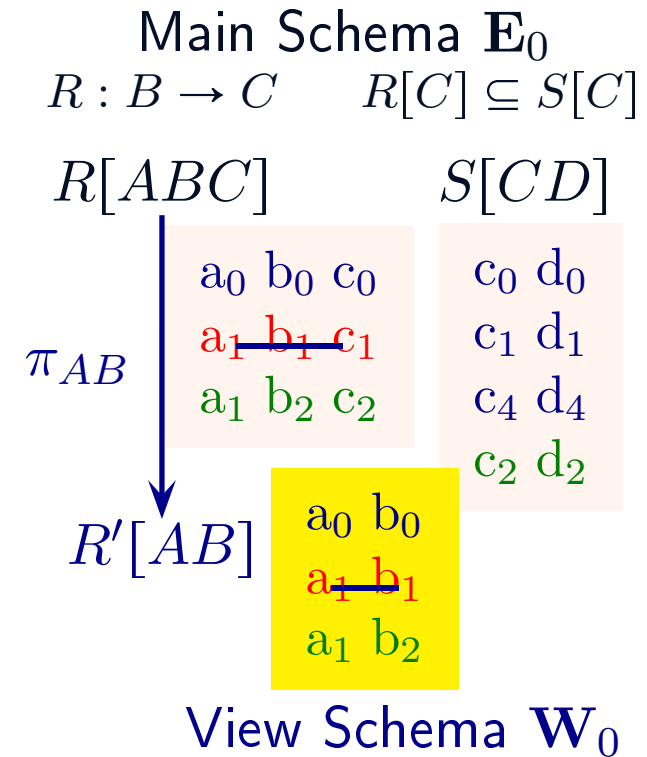 Main Schema E₀
R : B → C    R[C] ⊆ S[C]
R[ABC]    S[CD]
a₀ b₀ c₀    c₀ d₀
a₁ b₁ c₁    c₁ d₁
π_AB
a₁ b₂ c₂    c₄ d₄
c₂ d₂
a₀ b₀
R′[AB]
a₁ b₁
a₁ b₂
View Schema W₀